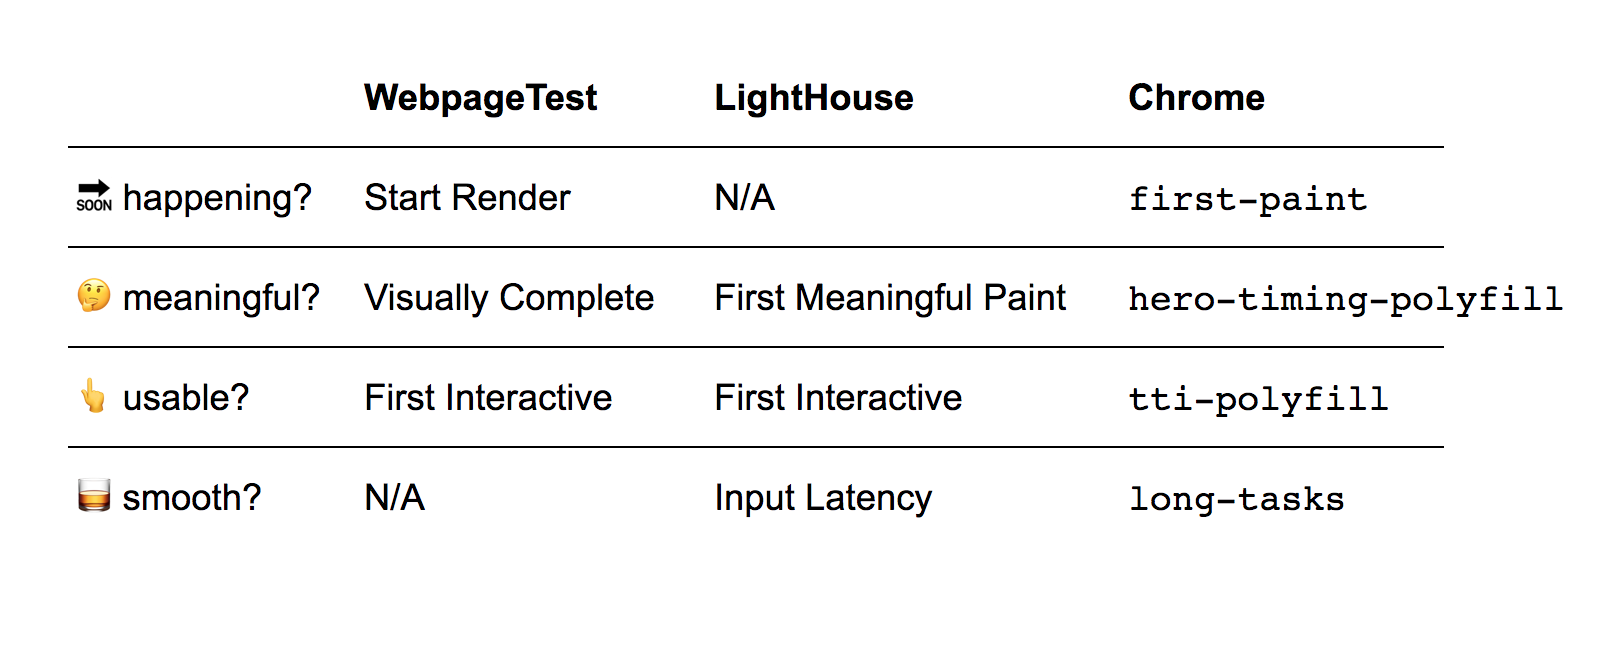 WebpageTest LightHouse Chrome
🔜 happening? Start Render N/A first-paint
🤔 meaningful? Visually Complete First Meaningful Paint hero-timing-polyfill
👆 usable? First Interactive First Interactive tti-polyfill
🥃 smooth? N/A Input Latency long-tasks